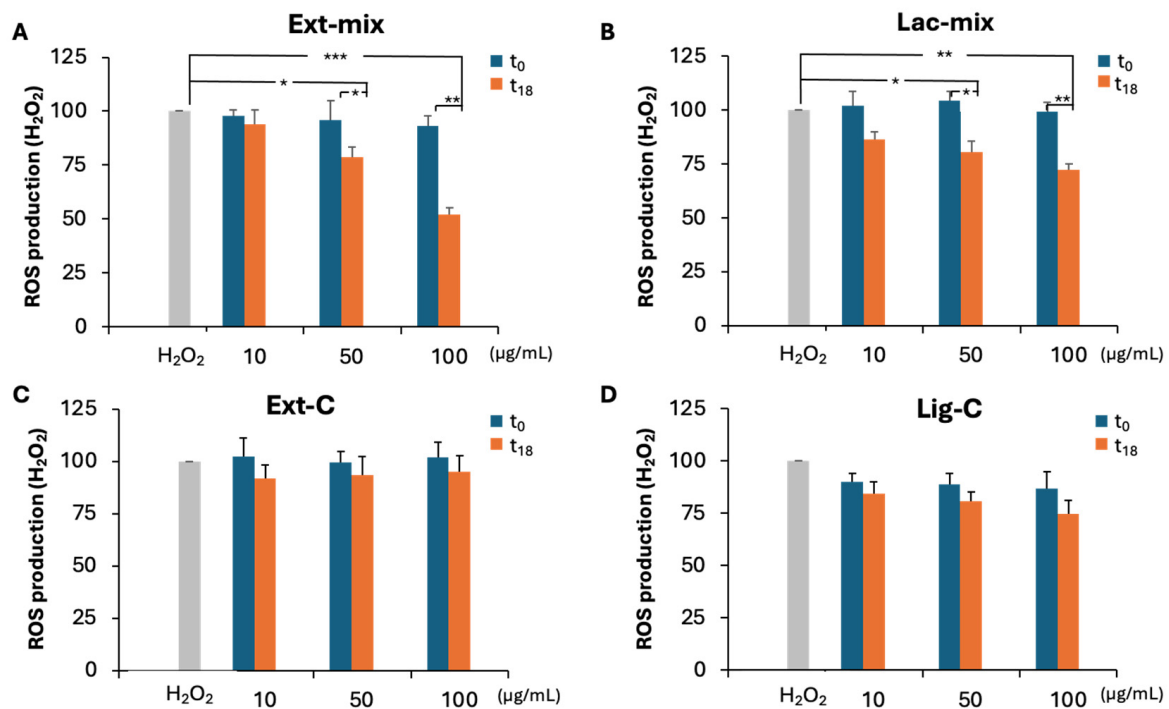 A
Ext-mix
ROS production (H₂O₂)
125
100
75
50
25
0
***
*
*
**
t₀
t₁₈
H₂O₂ 10 50 100 (µg/mL)
B
Lac-mix
ROS production (H₂O₂)
125
100
75
50
25
0
**
*
*
**
t₀
t₁₈
H₂O₂ 10 50 100 (µg/mL)
C
Ext-C
ROS production (H₂O₂)
125
100
75
50
25
0
t₀
t₁₈
H₂O₂ 10 50 100 (µg/mL)
D
Lig-C
ROS production (H₂O₂)
125
100
75
50
25
0
t₀
t₁₈
H₂O₂ 10 50 100 (µg/mL)